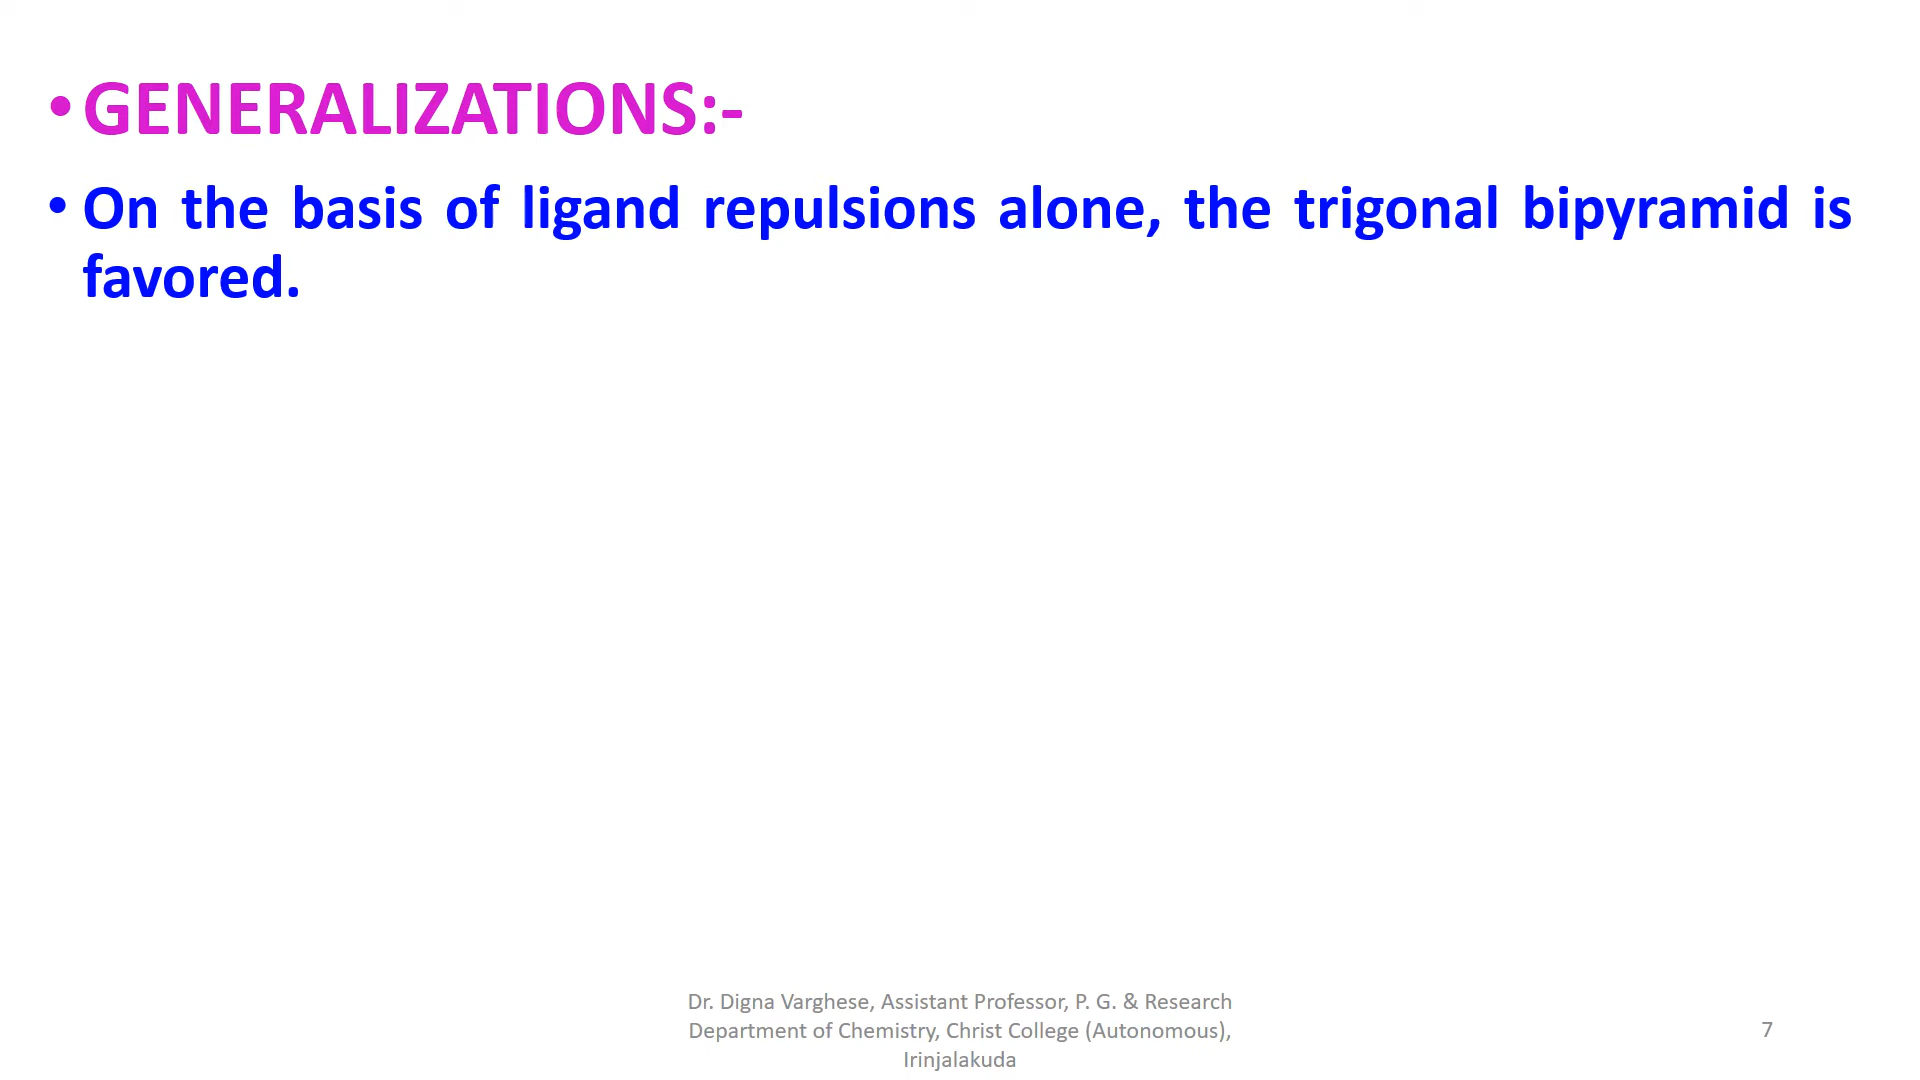 •GENERALIZATIONS:-
• On the basis of ligand repulsions alone, the trigonal bipyramid is
favored.
Dr. Digna Varghese, Assistant Professor, P. G. & Research
Department of Chemistry, Christ College (Autonomous),
Irinjalakuda
7